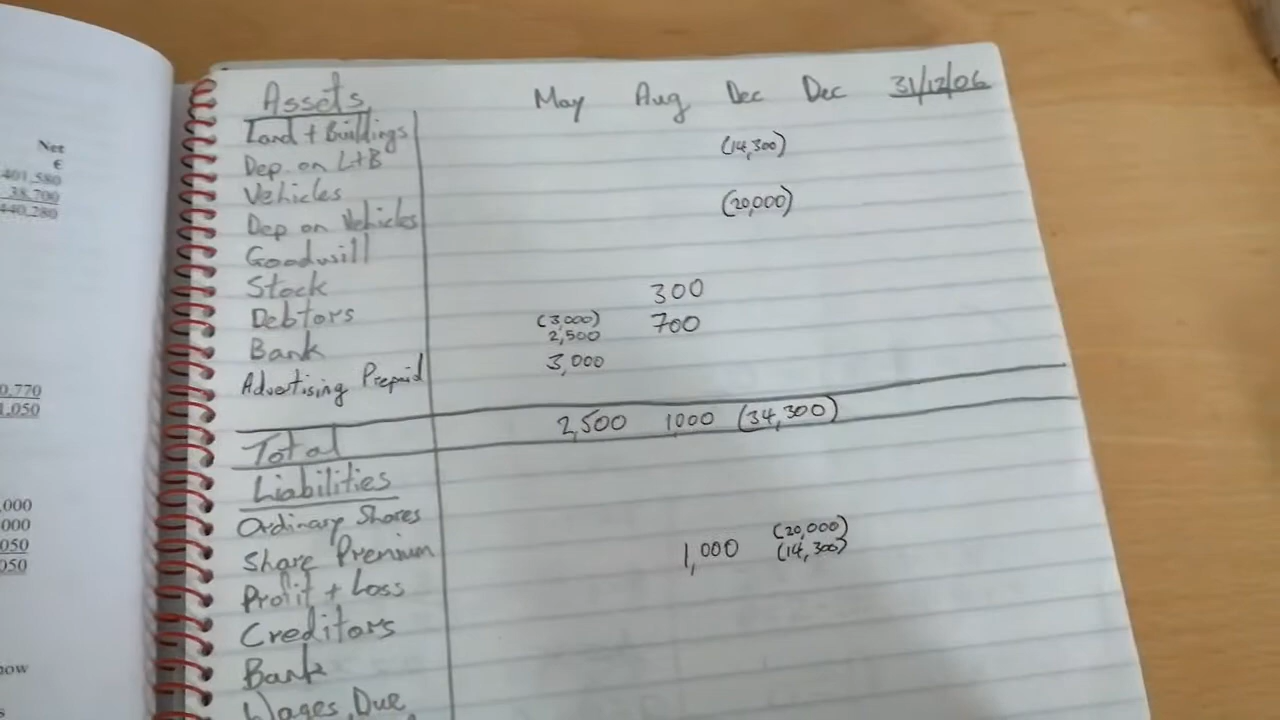 Net
€
401,580
38,700
440,280
0.770
1.050
000
000
050
050
now
Assets May Aug Dec Dec 31/12/06
Land + Buildings
Dep. on L+B (14,300)
Vehicles
Dep on Vehicles (20,000)
Goodwill
Stock 300
Debtors (3,000) 700
2,500
Bank 3,000
Advertising Prepaid
Total 2,500 1000 (34,300)
Liabilities
Ordinary Shares
Share Premium 1,000 (20,000)
(14,300)
Profit + Loss
Creditors
Bank
Wages Due